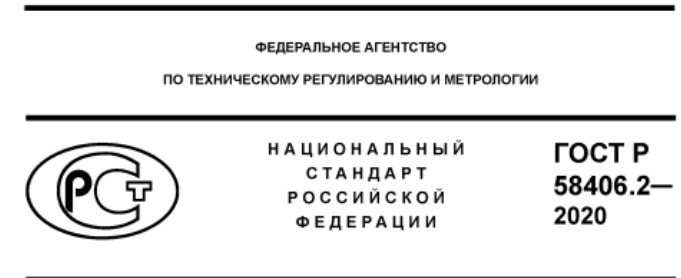 ФЕДЕРАЛЬНОЕ АГЕНТСТВО
ПО ТЕХНИЧЕСКОМУ РЕГУЛИРОВАНИЮ И МЕТРОЛОГИИ
РСТ
НАЦИОНАЛЬНЫЙ
СТАНДАРТ
РОССИЙСКОЙ
ФЕДЕРАЦИИ
ГОСТ Р
58406.2—
2020